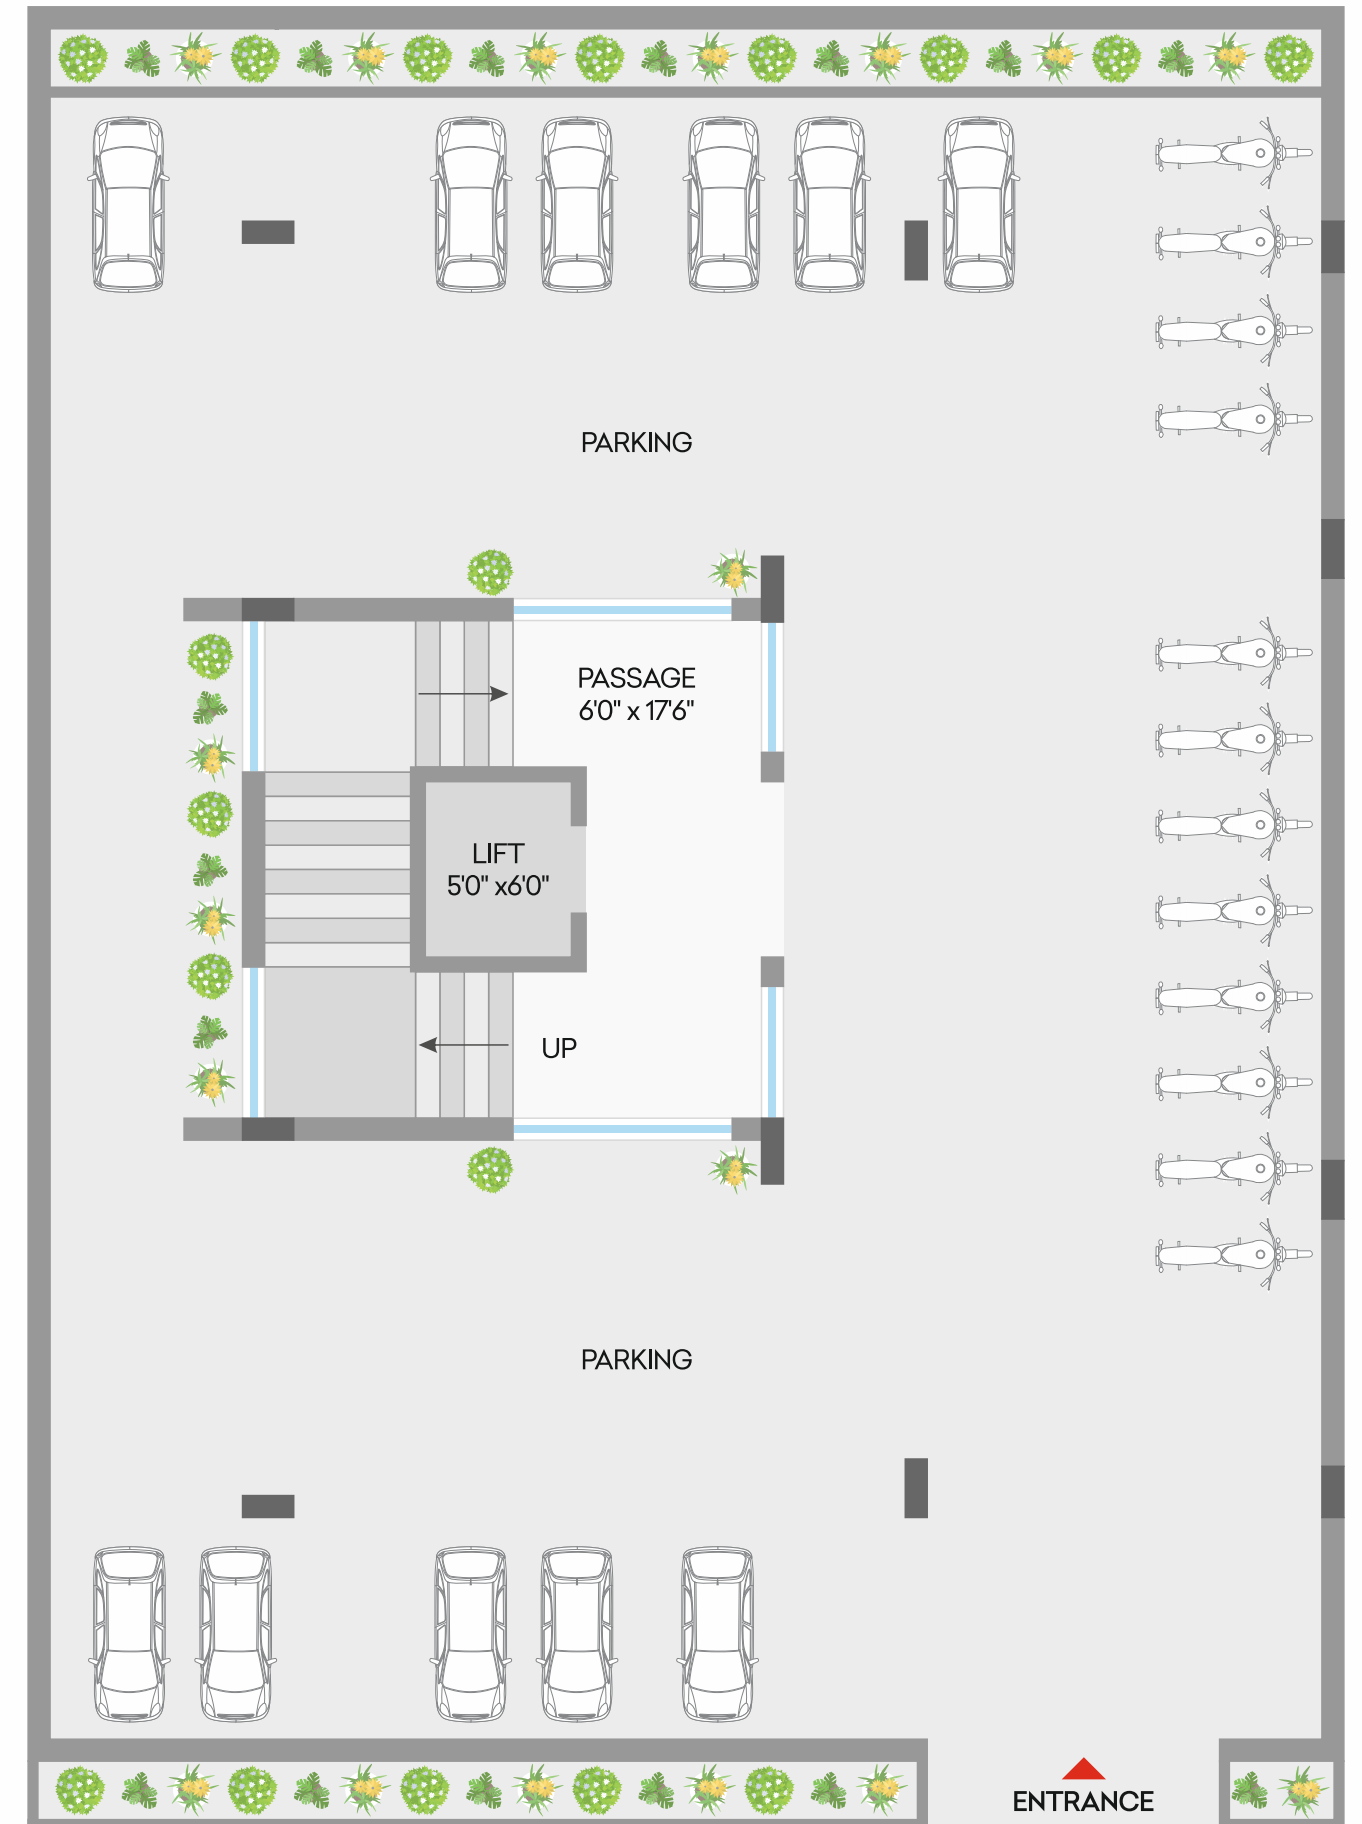 PARKING
PASSAGE
6'0" x 17'6"
LIFT
5'0" x6'0"
UP
PARKING
ENTRANCE